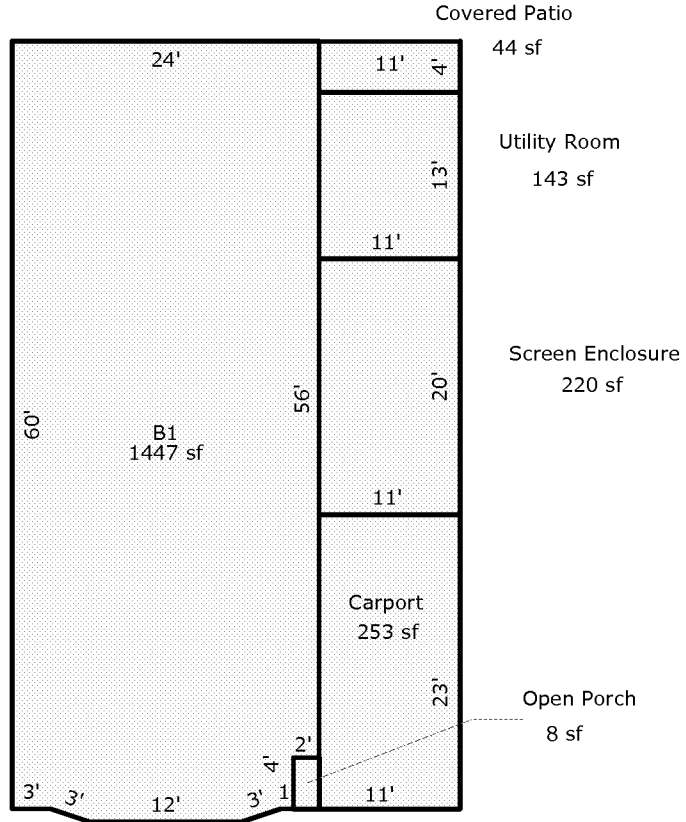 Covered Patio
44 sf
24'
11'
4'
Utility Room
143 sf
13'
11'
Screen Enclosure
220 sf
20'
56'
60'
B1
1447 sf
11'
Carport
253 sf
23'
Open Porch
8 sf
2'
4'
3'
3'
12'
3'
1
11'